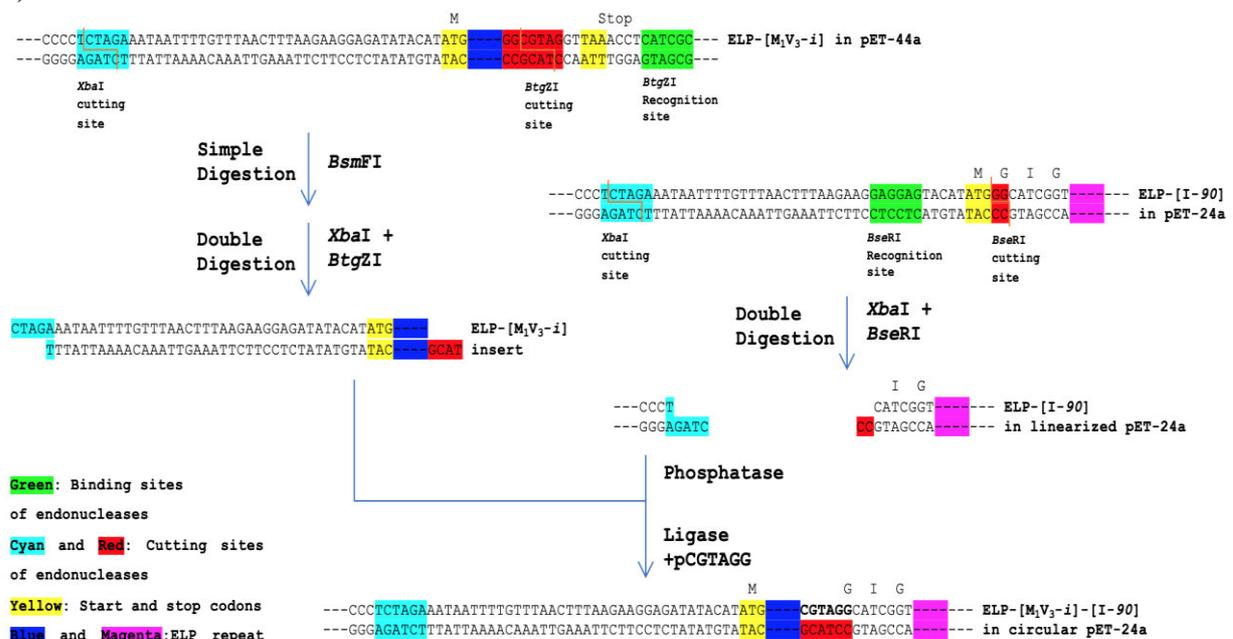 M Stop
---CCCCTCTAGAAATAATTTTGTTTAACTTTAAGAAGGAGATATACATATG----GGCGTAGGTTAAACCTCATCGC--- ELP-[M₁V₃-i] in pET-44a
---GGGGAGATCTTTATTAAAACAAATTGAAATTCTTCCTCTATATGTATAC----CCGCATCCAATTTGGAGTAGCG---
XbaI
cutting
site
BtgZI
cutting
site
BtgZI
Recognition
site
Simple
Digestion
BsmFI
Double
Digestion
XbaI +
BtgZI
M G I G
---CCCTCTAGAAATAATTTTGTTTAACTTTAAGAAGGAGGAGTACATATGGGCATCGGT------- ELP-[I-90]
---GGGAGATCTTTATTAAAACAAATTGAAATTCTTCCTCCTCATGTATACCCGTAGCCA------- in pET-24a
XbaI
cutting
site
BseRI
Recognition
site
BseRI
cutting
site
Double
Digestion
XbaI +
BseRI
CTAGAAATAATTTTGTTTAACTTTAAGAAGGAGATATACATATG---- ELP-[M₁V₃-i]
TTTATTAAAACAAATTGAAATTCTTCCTCTATATGTATAC----GCAT insert
I G
---CCCT CATCGGT------- ELP-[I-90]
---GGGAGATC CCGTAGCCA------- in linearized pET-24a
Phosphatase
Ligase
+pCGTAGG
Green: Binding sites
of endonucleases
Cyan and Red: Cutting sites
of endonucleases
Yellow: Start and stop codons
Blue and Magenta:ELP repeat
M G I G
---CCCTCTAGAAATAATTTTGTTTAACTTTAAGAAGGAGATATACATATG----CGTAGGCATCGGT------- ELP-[M₁V₃-i]-[I-90]
---GGGAGATCTTTATTAAAACAAATTGAAATTCTTCCTCTATATGTATAC----GCATCCGTAGCCA------- in circular pET-24a